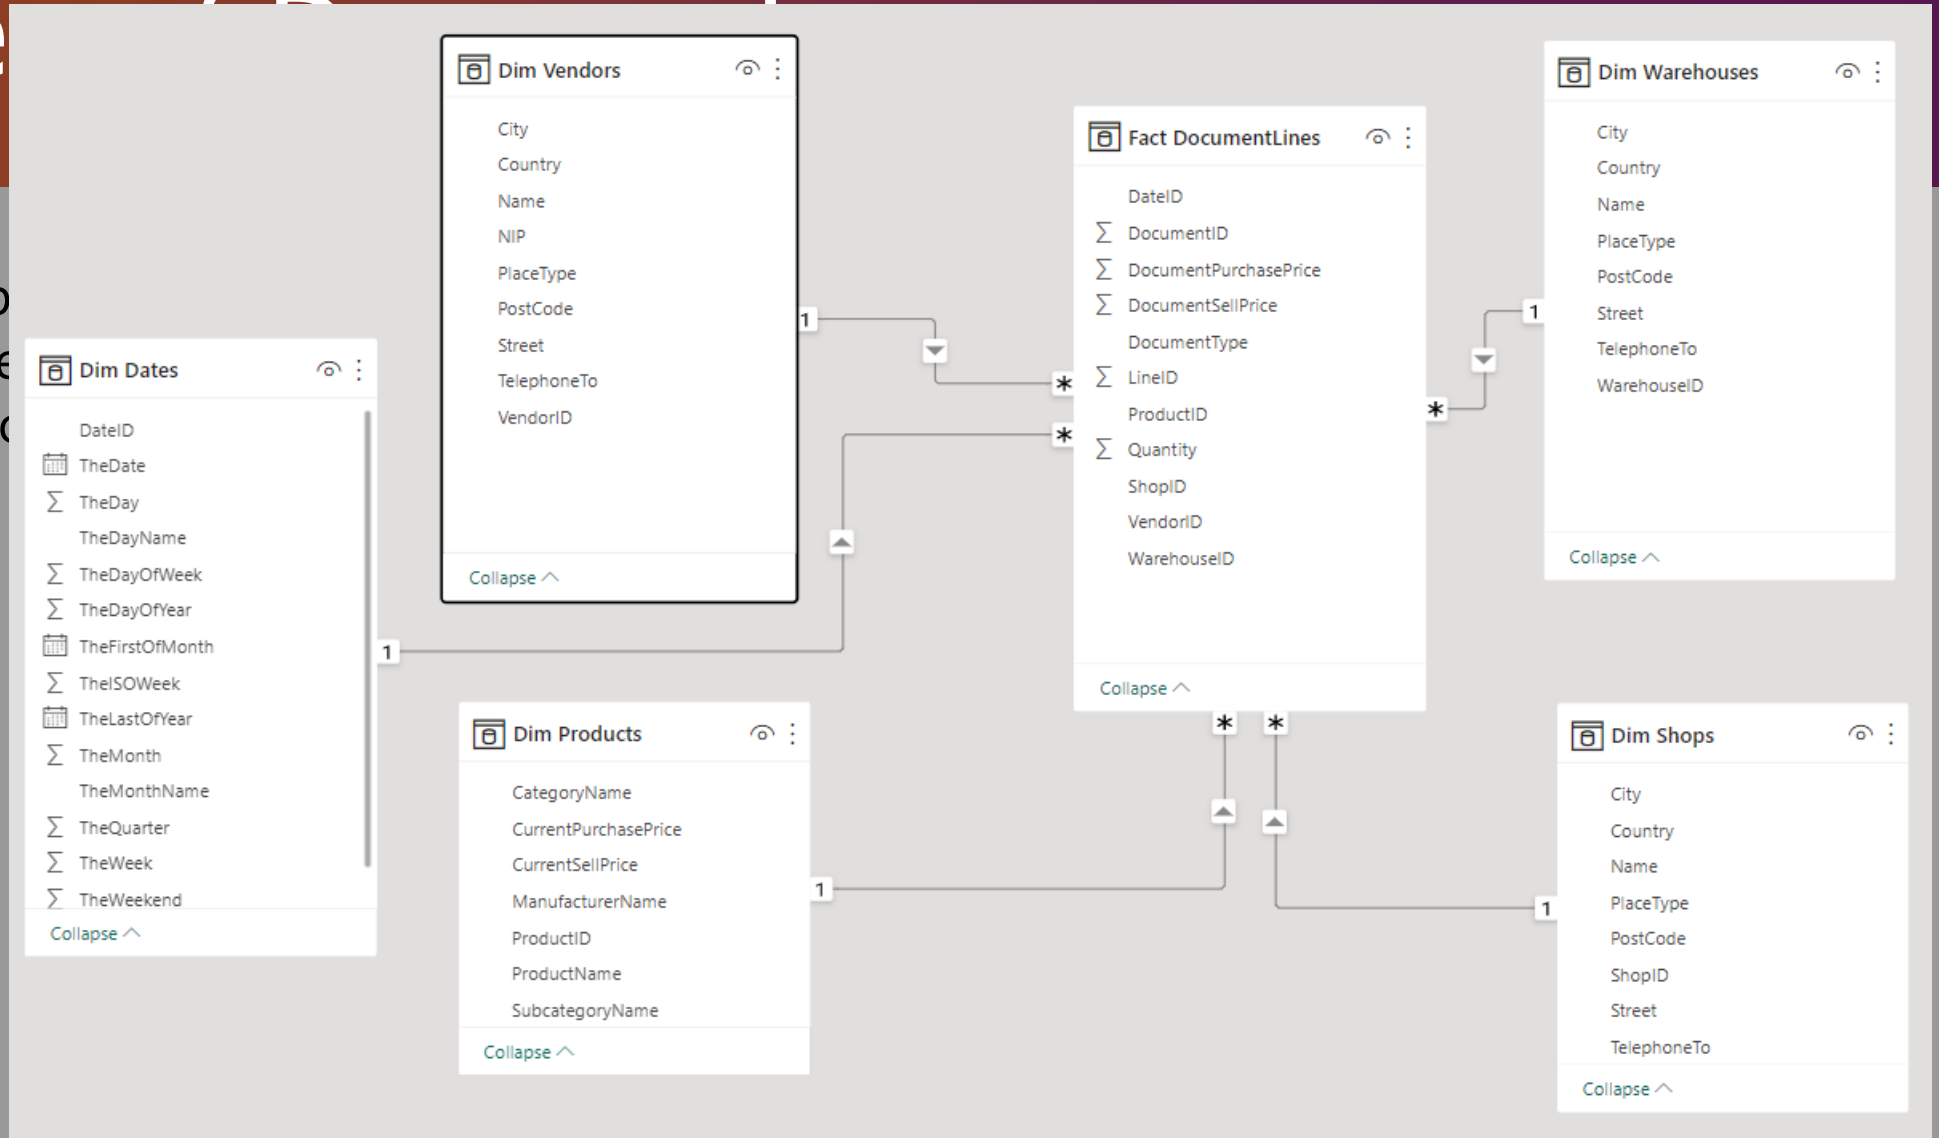 Dim Vendors
City
Country
Name
NIP
PlaceType
PostCode
Street
TelephoneTo
VendorID
Collapse
Fact DocumentLines
DateID
DocumentID
DocumentPurchasePrice
DocumentSellPrice
DocumentType
LineID
ProductID
Quantity
ShopID
VendorID
WarehouseID
Collapse
Dim Warehouses
City
Country
Name
PlaceType
PostCode
Street
TelephoneTo
WarehouseID
Collapse
Dim Dates
DateID
TheDate
TheDay
TheDayName
TheDayOfWeek
TheDayOfYear
TheFirstOfMonth
TheISOWeek
TheLastOfYear
TheMonth
TheMonthName
TheQuarter
TheWeek
TheWeekend
Collapse
Dim Products
CategoryName
CurrentPurchasePrice
CurrentSellPrice
ManufacturerName
ProductID
ProductName
SubcategoryName
Collapse
Dim Shops
City
Country
Name
PlaceType
PostCode
ShopID
Street
TelephoneTo
Collapse
1
*
1
*
1
*
1
*
1
*